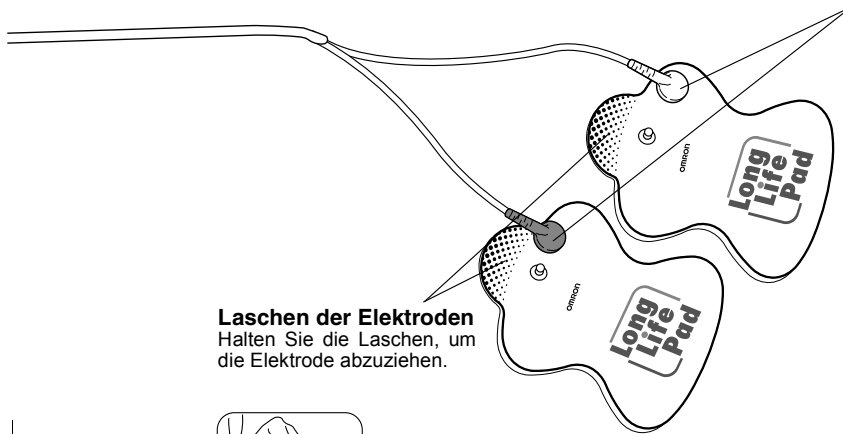 OMRON
Long
Life
Pad
OMRON
Long
Life
Pad
Laschen der Elektroden
Halten Sie die Laschen, um
die Elektrode abzuziehen.